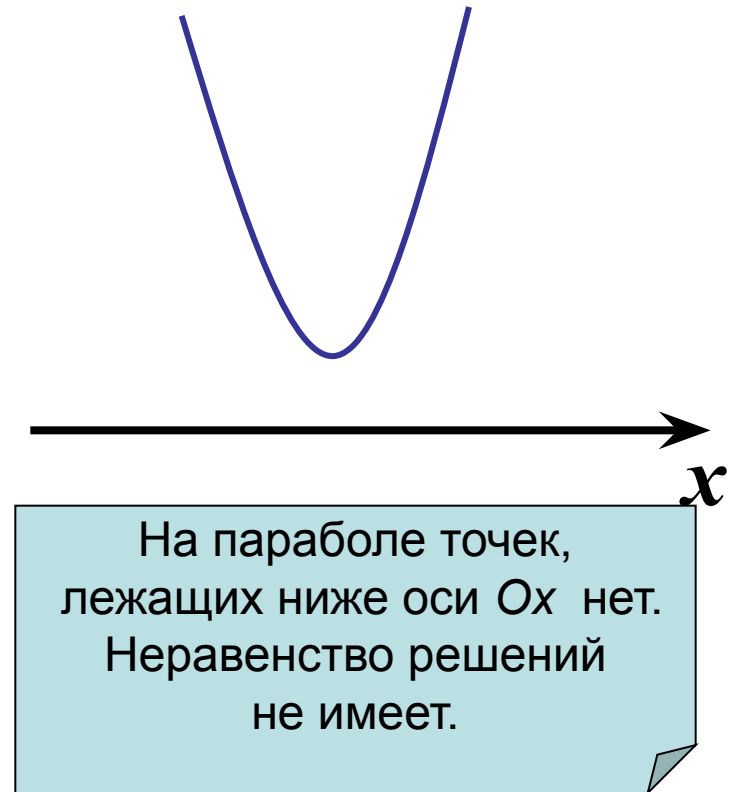 x
На параболе точек,
лежащих ниже оси Ox нет.
Неравенство решений
не имеет.